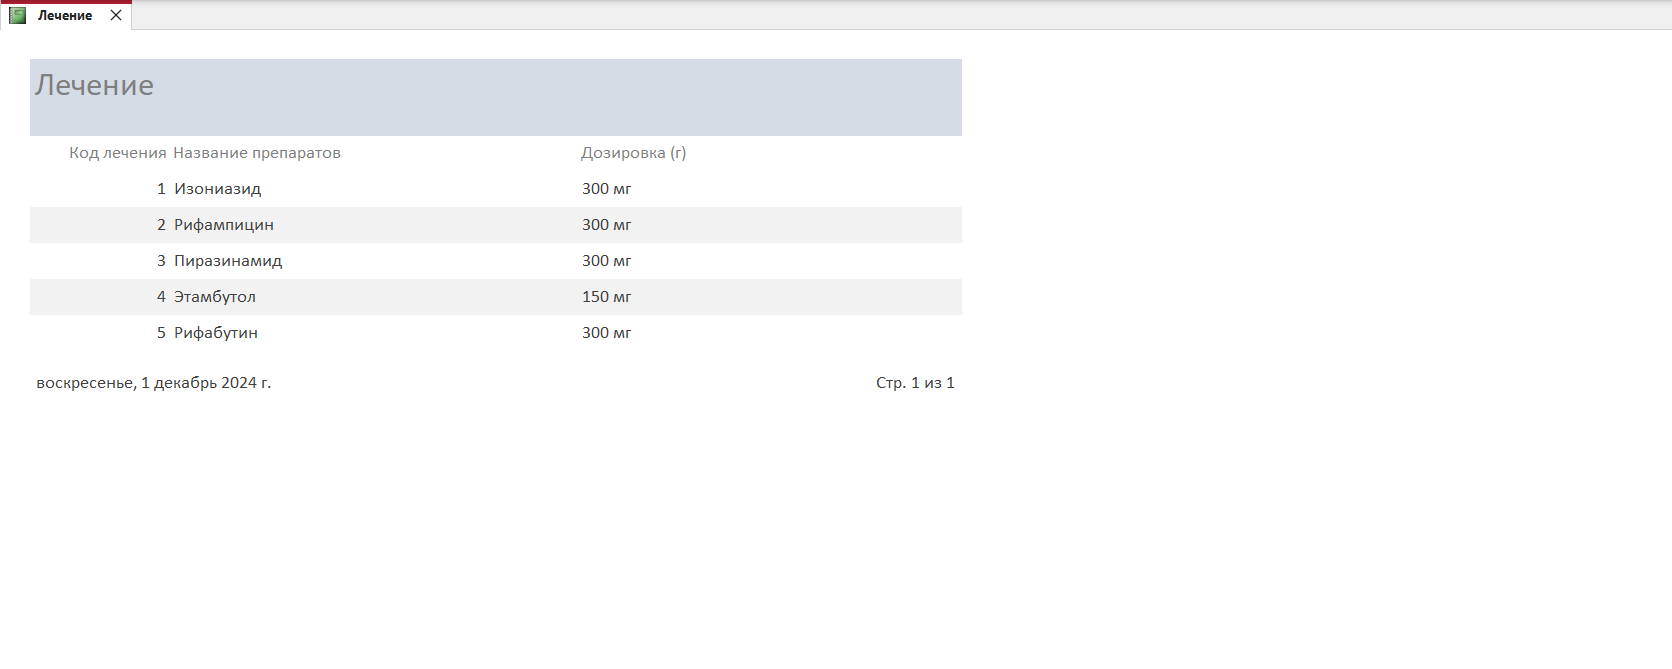 Лечение
Лечение
Код лечения Название препаратов Дозировка (г)
1 Изониазид 300 мг
2 Рифампицин 300 мг
3 Пиразинамид 300 мг
4 Этамбутол 150 мг
5 Рифабутин 300 мг
воскресенье, 1 декабрь 2024 г. Стр. 1 из 1